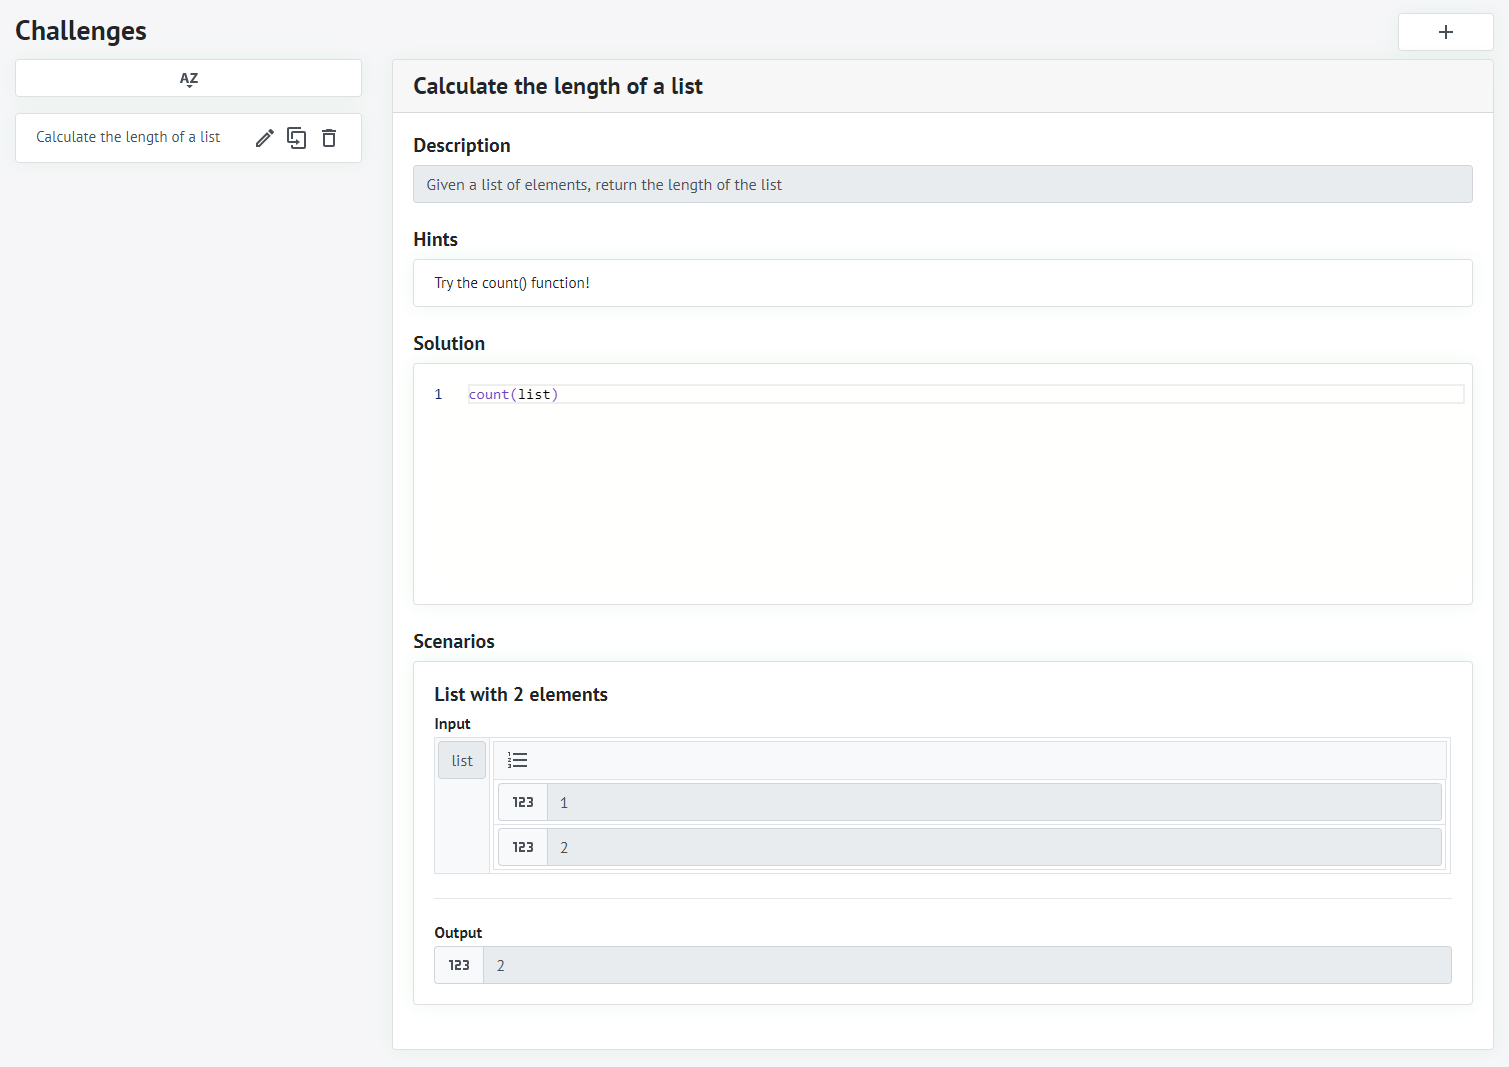 Challenges
AZ
Calculate the length of a list
Calculate the length of a list
Description
Given a list of elements, return the length of the list
Hints
Try the count() function!
Solution
1 count(list)
Scenarios
List with 2 elements
Input
list
123 1
123 2
Output
123 2